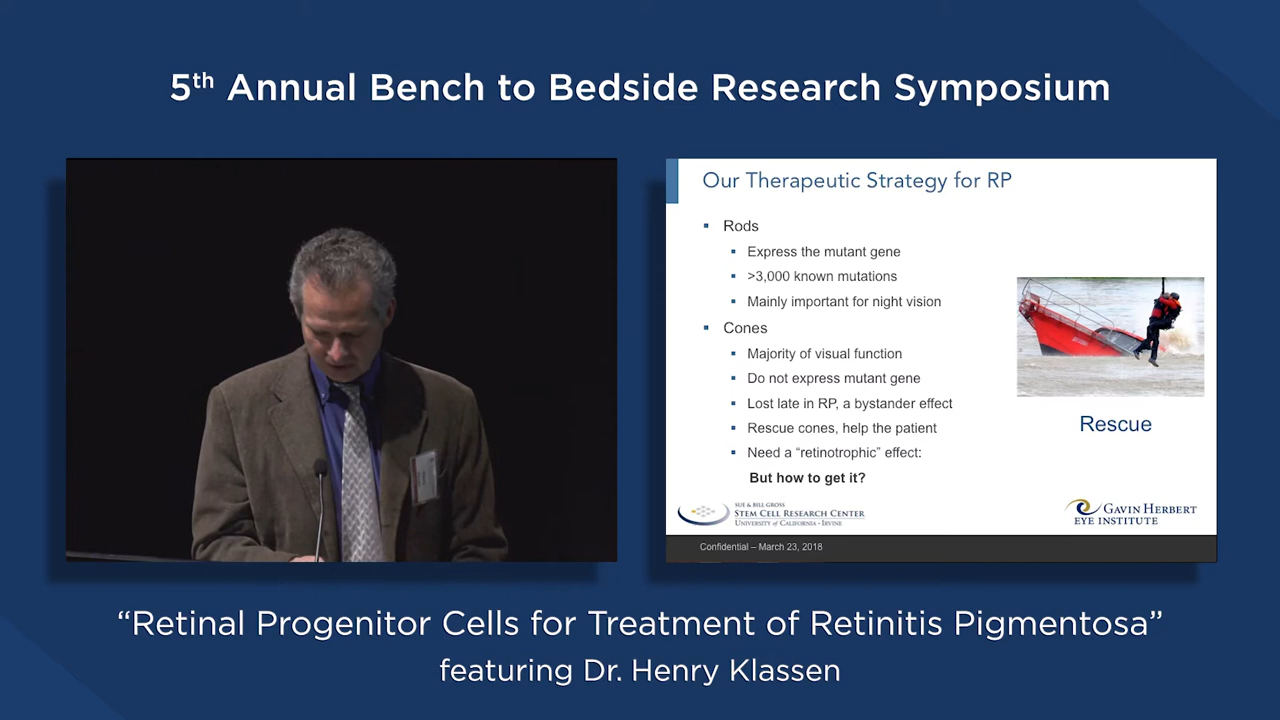 5th Annual Bench to Bedside Research Symposium
Our Therapeutic Strategy for RP
Rods
Express the mutant gene
>3,000 known mutations
Mainly important for night vision
Cones
Majority of visual function
Do not express mutant gene
Lost late in RP, a bystander effect
Rescue cones, help the patient
Need a “retinotrophic” effect:
But how to get it?
Rescue
SUE & BILL GROSS
STEM CELL RESEARCH CENTER
UNIVERSITY OF CALIFORNIA • IRVINE
GAVIN HERBERT
EYE INSTITUTE
Confidential – March 23, 2018
“Retinal Progenitor Cells for Treatment of Retinitis Pigmentosa”
featuring Dr. Henry Klassen